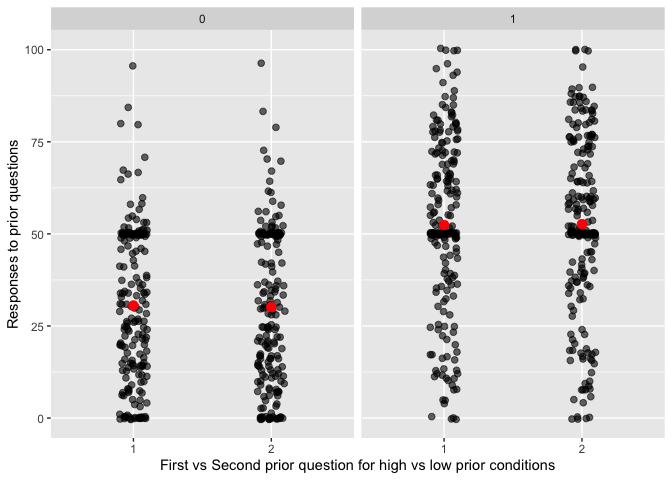 0 1
100
75
50
25
0
Responses to prior questions
1 2 1 2
First vs Second prior question for high vs low prior conditions